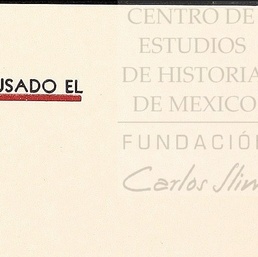 CENTRO DE
ESTUDIOS
DE HISTORIA
DE MEXICO
FUNDACIÓN
Carlos Slim
USADO EL